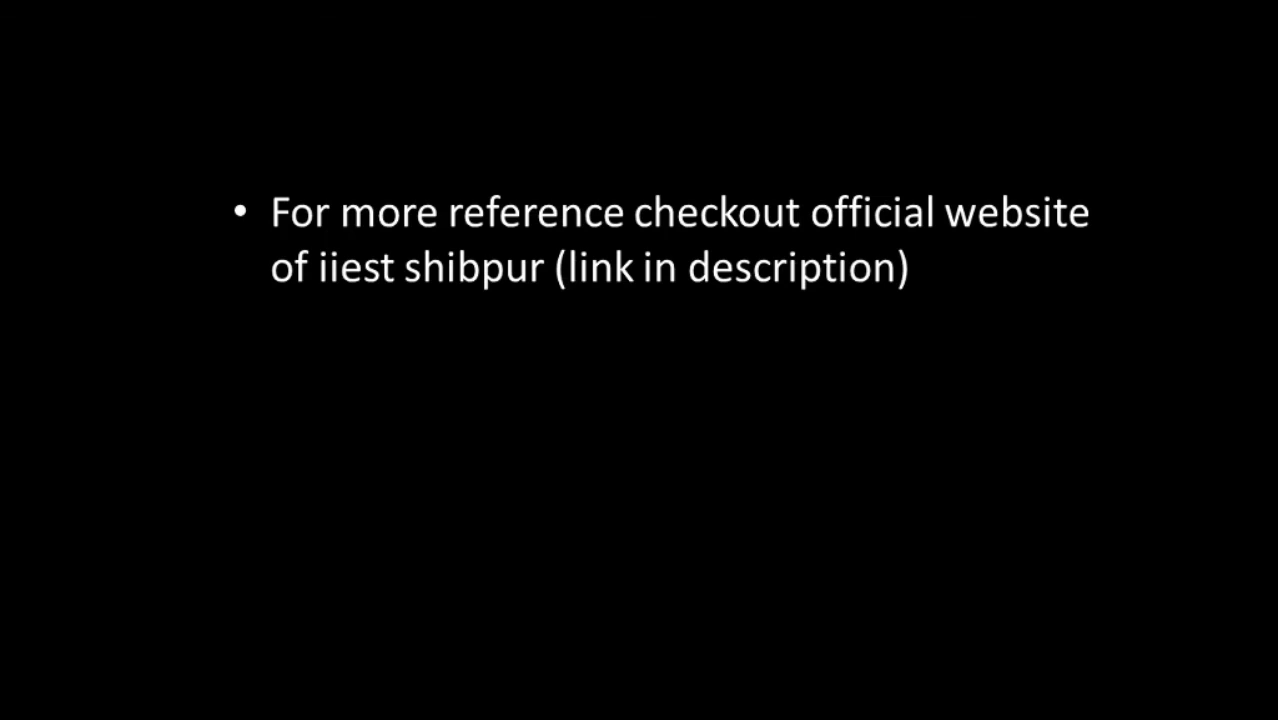 • For more reference checkout official website
of iiest shibpur (link in description)